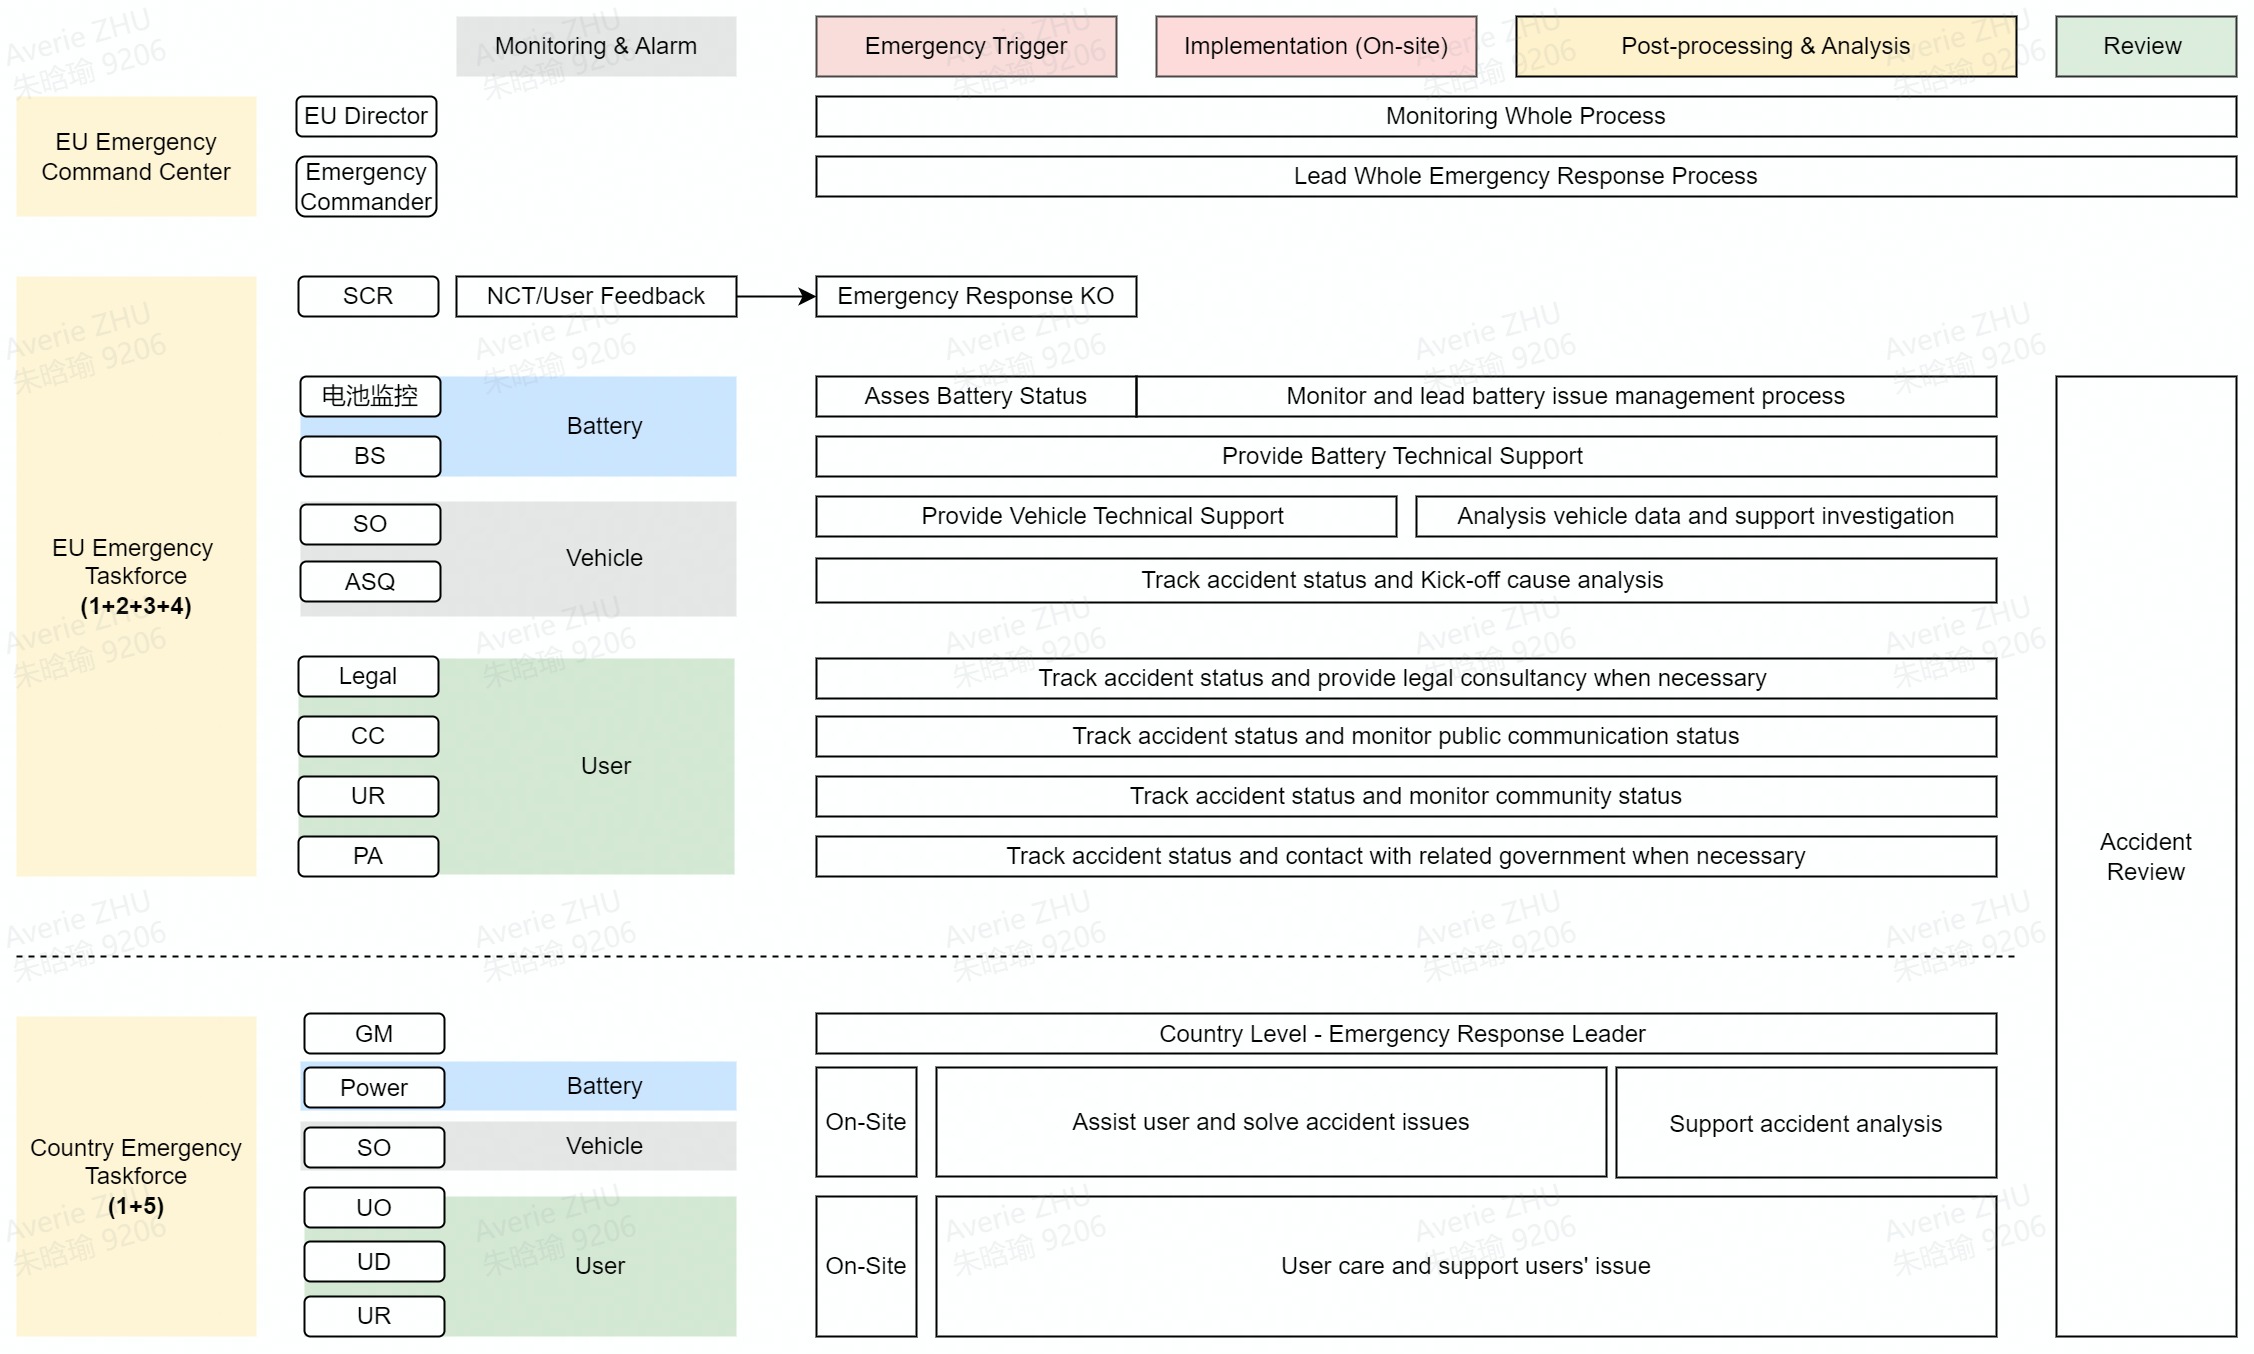 Monitoring & Alarm
Emergency Trigger
Implementation (On-site)
Post-processing & Analysis
Review
EU Emergency
Command Center
EU Director
Monitoring Whole Process
Emergency
Commander
Lead Whole Emergency Response Process
EU Emergency
Taskforce
(1+2+3+4)
SCR
NCT/User Feedback
Emergency Response KO
电池监控
BS
Battery
Asses Battery Status
Monitor and lead battery issue management process
Provide Battery Technical Support
SO
ASQ
Vehicle
Provide Vehicle Technical Support
Analysis vehicle data and support investigation
Track accident status and Kick-off cause analysis
Legal
CC
UR
PA
User
Track accident status and provide legal consultancy when necessary
Track accident status and monitor public communication status
Track accident status and monitor community status
Track accident status and contact with related government when necessary
Accident
Review
Country Emergency
Taskforce
(1+5)
GM
Country Level - Emergency Response Leader
Power
Battery
SO
Vehicle
On-Site
Assist user and solve accident issues
Support accident analysis
UO
UD
UR
User
On-Site
User care and support users' issue
Averie ZHU
朱晗瑜 9206